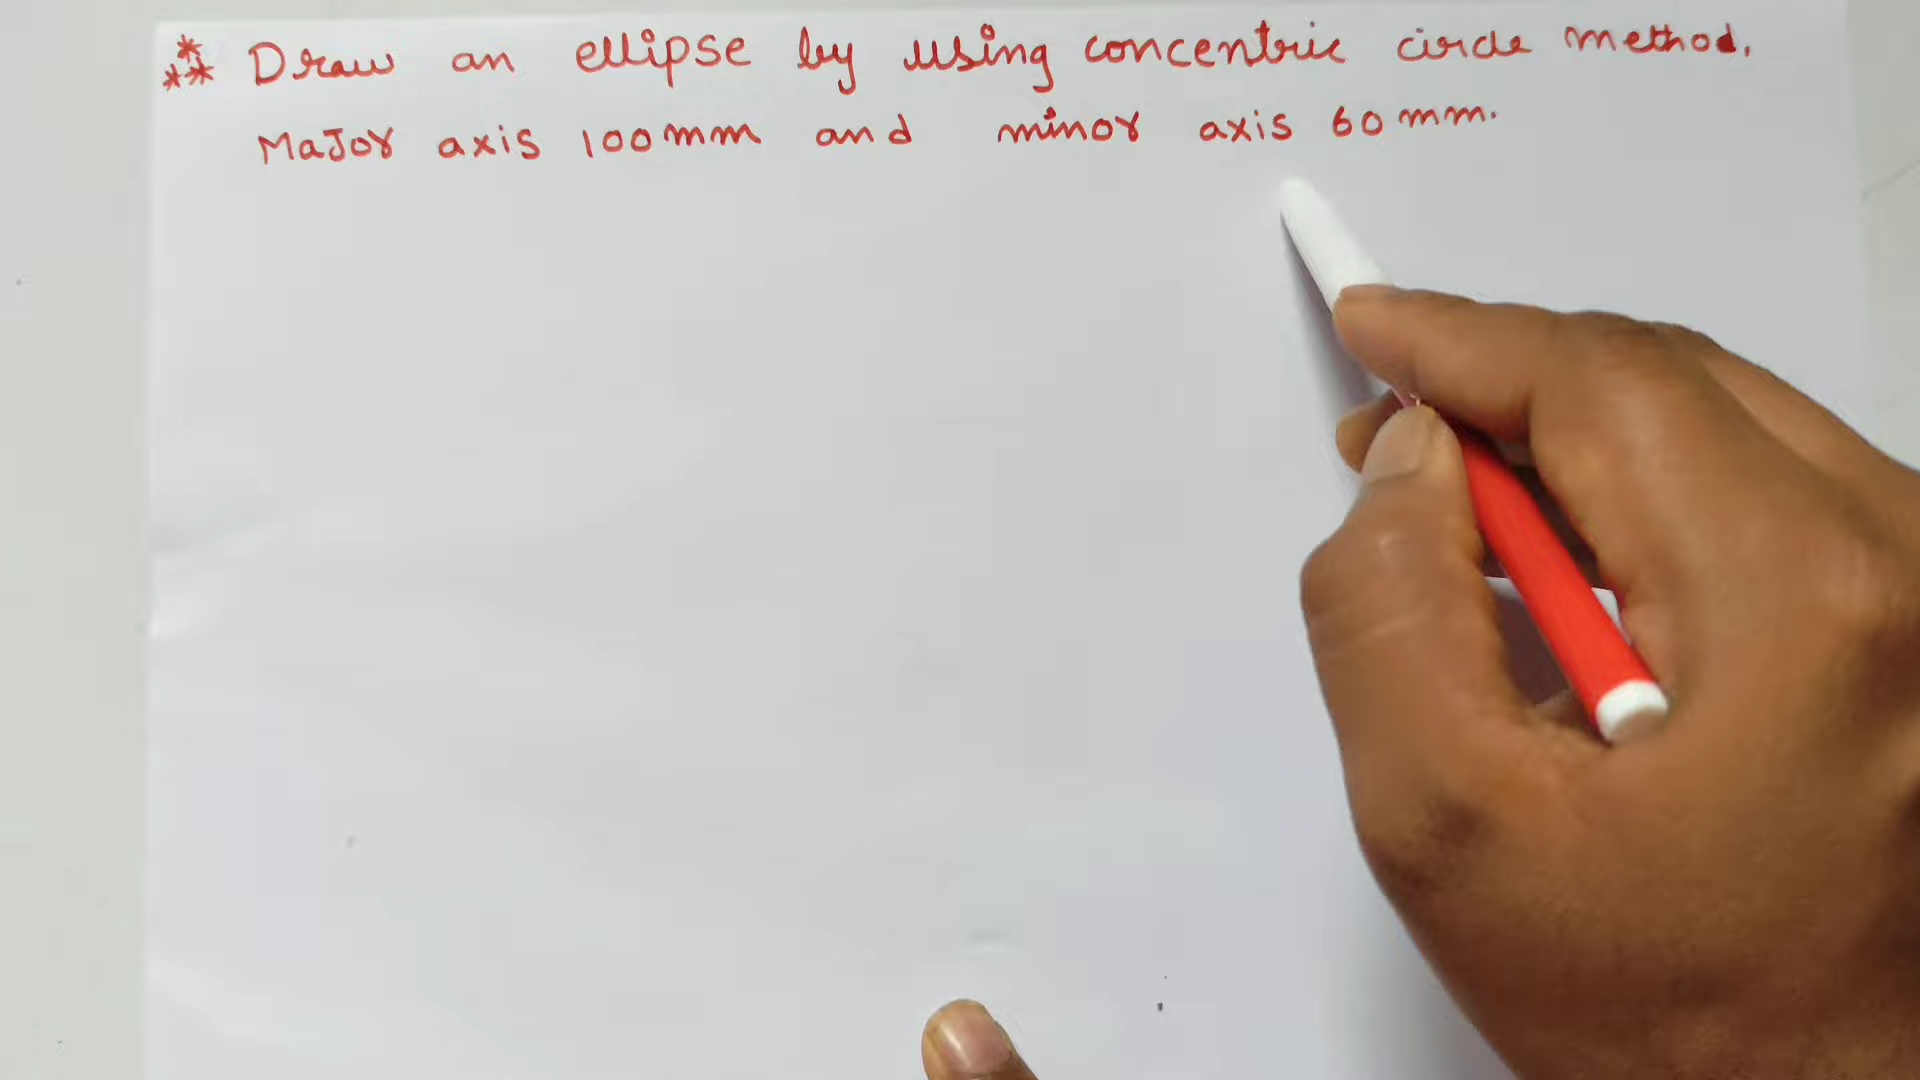 *** Draw an ellipse by using concentric circle method.
Major axis 100mm and minor axis 60mm.